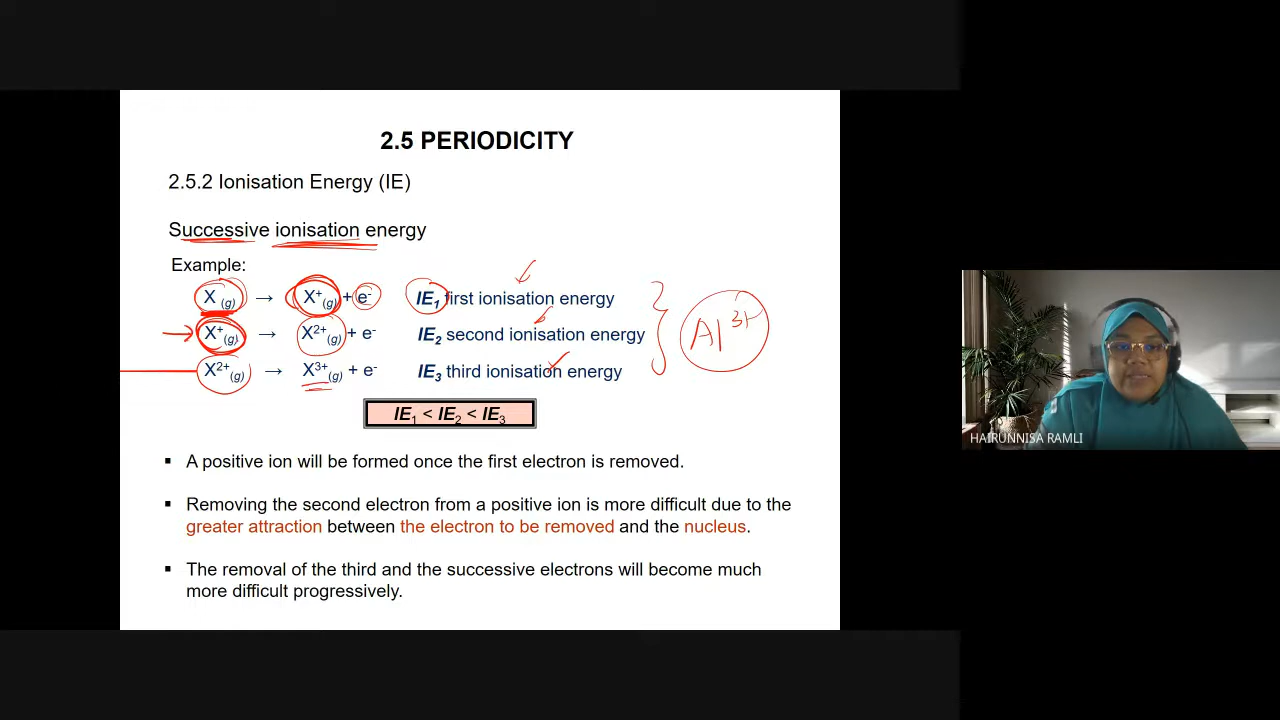 2.5 PERIODICITY
2.5.2 Ionisation Energy (IE)
Successive ionisation energy
Example:
X (g) → X⁺(g) + e⁻ IE₁ first ionisation energy
X⁺(g) → X²⁺(g) + e⁻ IE₂ second ionisation energy
X²⁺(g) → X³⁺(g) + e⁻ IE₃ third ionisation energy
Al³⁺
IE₁ < IE₂ < IE₃
▪ A positive ion will be formed once the first electron is removed.
▪ Removing the second electron from a positive ion is more difficult due to the
greater attraction between the electron to be removed and the nucleus.
▪ The removal of the third and the successive electrons will become much
more difficult progressively.
HAIRUNNISA RAMLI